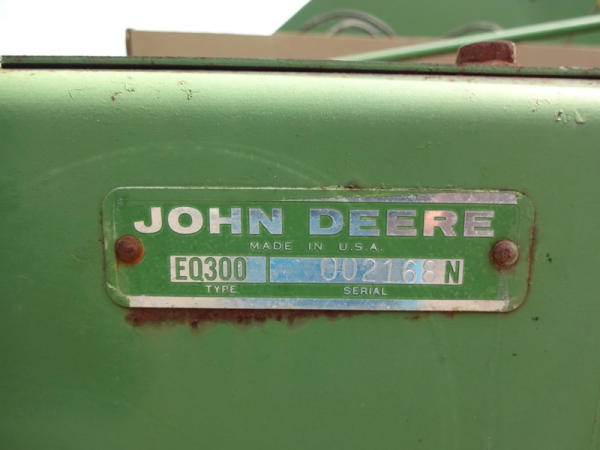 JOHN DEERE
MADE IN U.S.A.
EQ300 002168 N
TYPE SERIAL